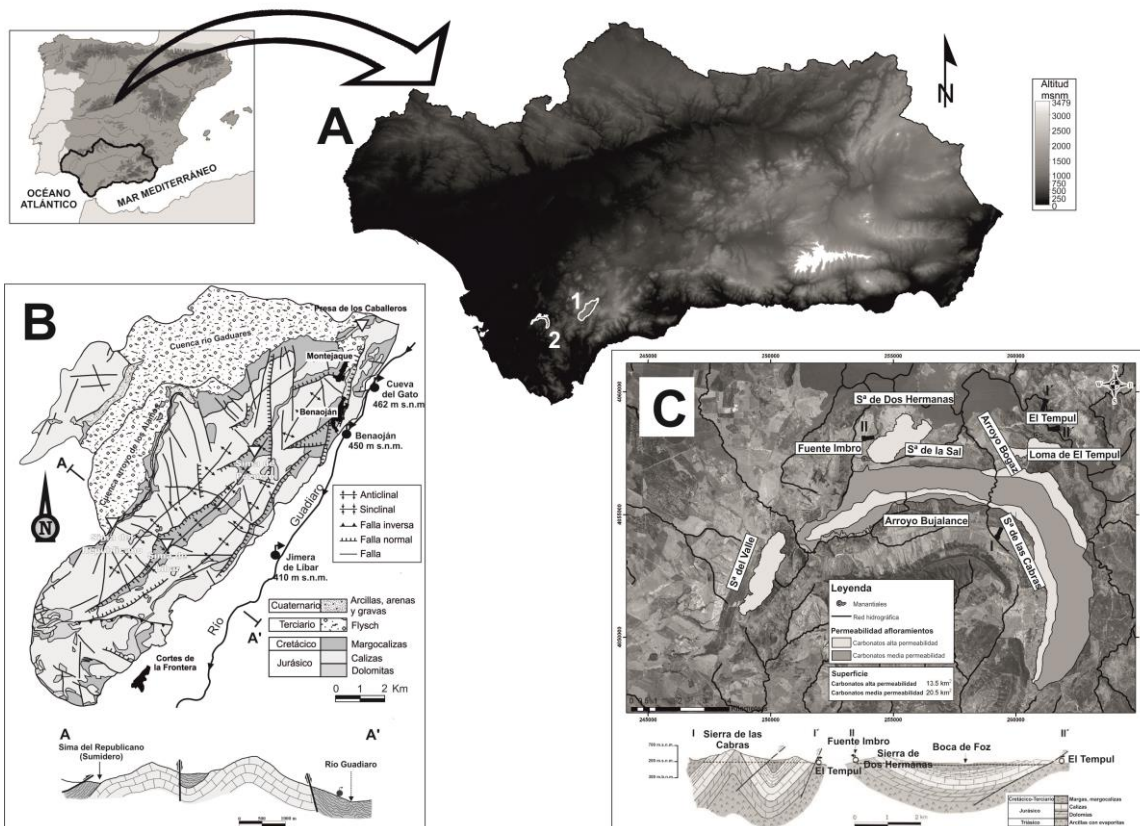 OCÉANO
ATLÁNTICO
MAR MEDITERRÁNEO
A
N
Altitud
msnm
3479
3000
2500
2000
1500
1000
750
500
250
0
1
2
B
Presa de los Caballeros
Cuenca río Gaduares
Montejaque
Cueva
del Gato
462 m s.n.m
Benaoján
Benaoján
450 m s.n.m.
A
N
Río
Guadiaro
Jimera
de Líbar
410 m s.n.m.
A'
Cortes de
la Frontera
Anticlinal
Sinclinal
Falla inversa
Falla normal
Falla
Cuaternario
Arcillas, arenas
y gravas
Terciario
Flysch
Cretácico
Margocalizas
Jurásico
Calizas
Dolomitas
0 1 2 Km
A
A'
Sima del Republicano
(Sumidero)
Río Guadiaro
C
Sª de Dos Hermanas
Fuente Imbro
II
Sª de la Sal
Arroyo Bogaz
El Tempul
Loma de El Tempul
Sª del Valle
Arroyo Bujalance
I
Sª de las Cabras
Leyenda
Manantiales
Red hidrográfica
Permeabilidad afloramientos
Carbonatos alta permeabilidad
Carbonatos media permeabilidad
Superficie
Carbonatos alta permeabilidad 13.5 km²
Carbonatos media permeabilidad 20.5 km²
I
Sierra de las
Cabras
I'
El Tempul
II
Fuente Imbro
Sierra de
Dos Hermanas
Boca de Foz
II'
El Tempul
0 1 2 km
Cretácico-Terciario
Margas, margocalizas
Jurásico
Calizas
Dolomías
Triásico
Arcillas con evaporitas